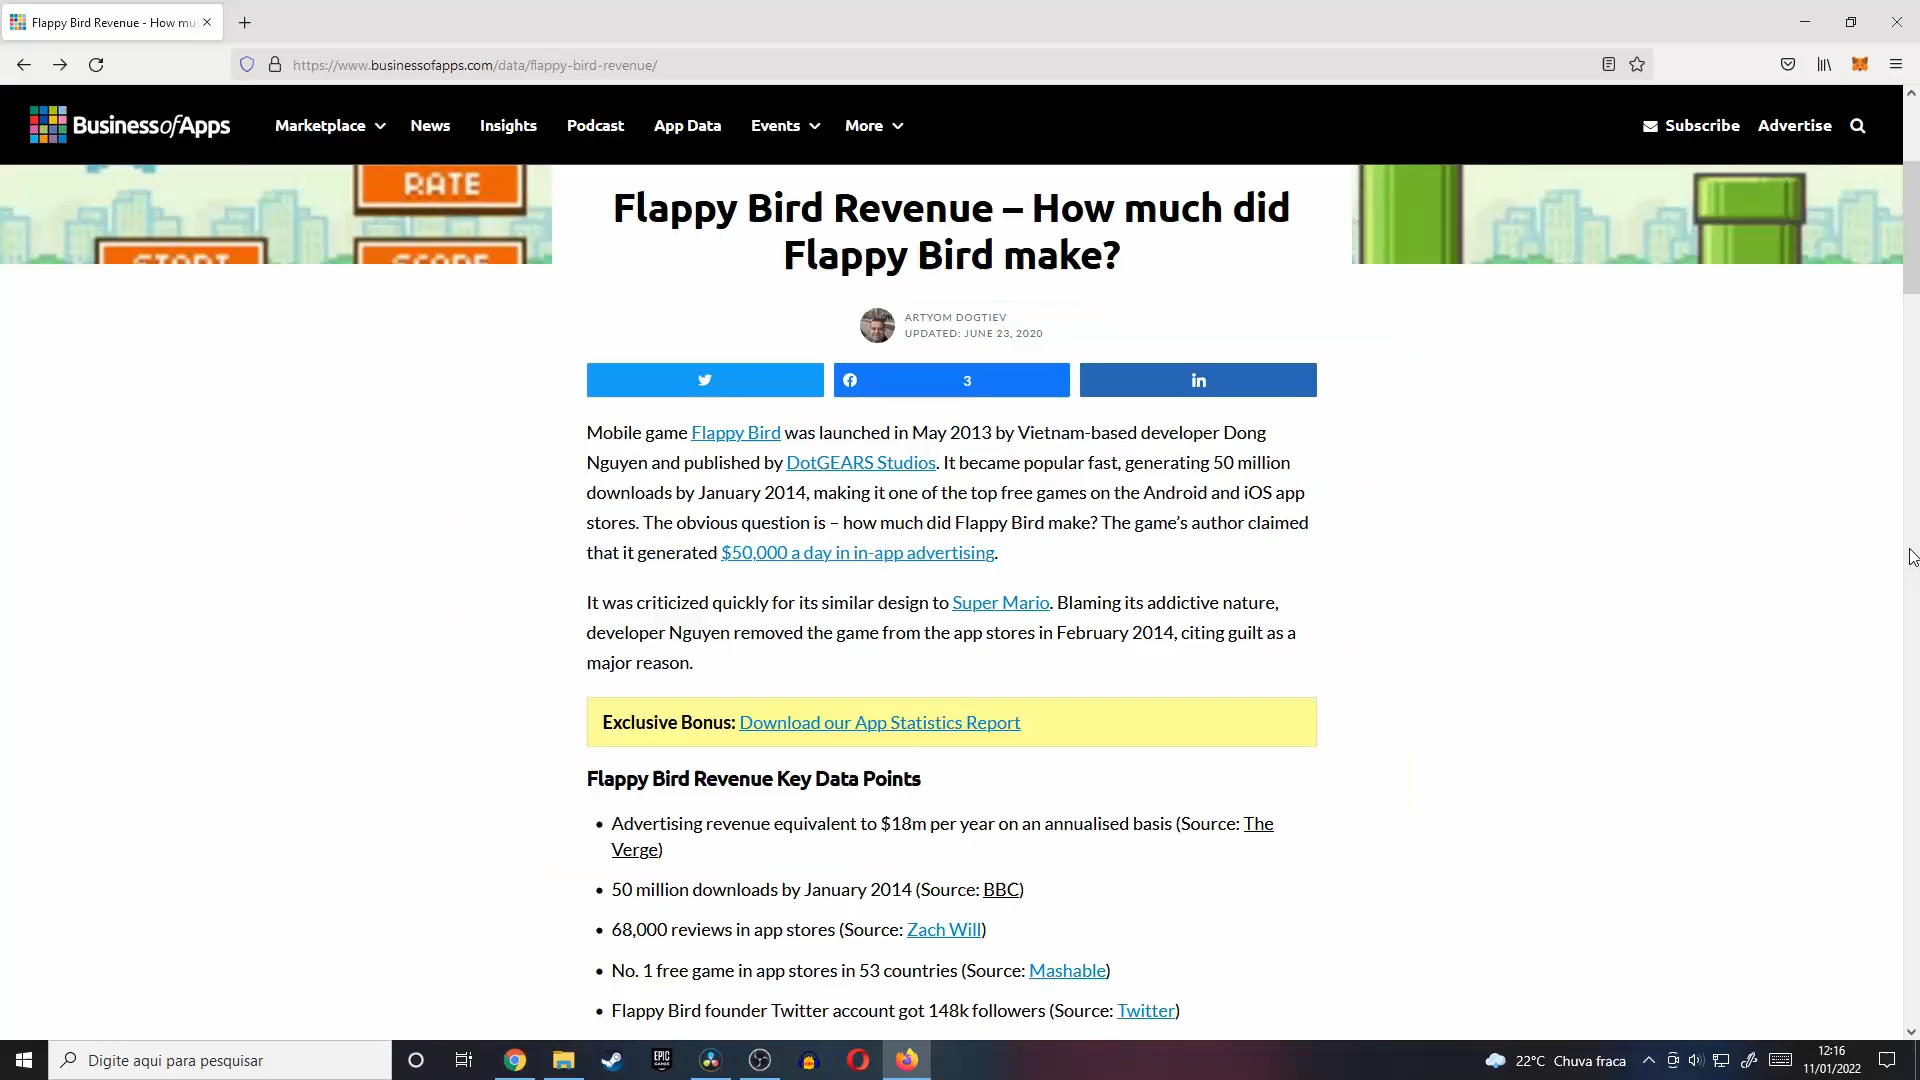 Flappy Bird Revenue - How mu
https://www.businessofapps.com/data/flappy-bird-revenue/
BusinessofApps
Marketplace
News
Insights
Podcast
App Data
Events
More
Subscribe
Advertise
RATE
START
SCORE
Flappy Bird Revenue – How much did
Flappy Bird make?
ARTYOM DOGTIEV
UPDATED: JUNE 23, 2020
3
Mobile game Flappy Bird was launched in May 2013 by Vietnam-based developer Dong
Nguyen and published by DotGEARS Studios. It became popular fast, generating 50 million
downloads by January 2014, making it one of the top free games on the Android and iOS app
stores. The obvious question is – how much did Flappy Bird make? The game’s author claimed
that it generated $50,000 a day in in-app advertising.
It was criticized quickly for its similar design to Super Mario. Blaming its addictive nature,
developer Nguyen removed the game from the app stores in February 2014, citing guilt as a
major reason.
Exclusive Bonus: Download our App Statistics Report
Flappy Bird Revenue Key Data Points
• Advertising revenue equivalent to $18m per year on an annualised basis (Source: The
Verge)
• 50 million downloads by January 2014 (Source: BBC)
• 68,000 reviews in app stores (Source: Zach Will)
• No. 1 free game in app stores in 53 countries (Source: Mashable)
• Flappy Bird founder Twitter account got 148k followers (Source: Twitter)
Digite aqui para pesquisar
EPIC
GAMES
22°C Chuva fraca
12:16
11/01/2022